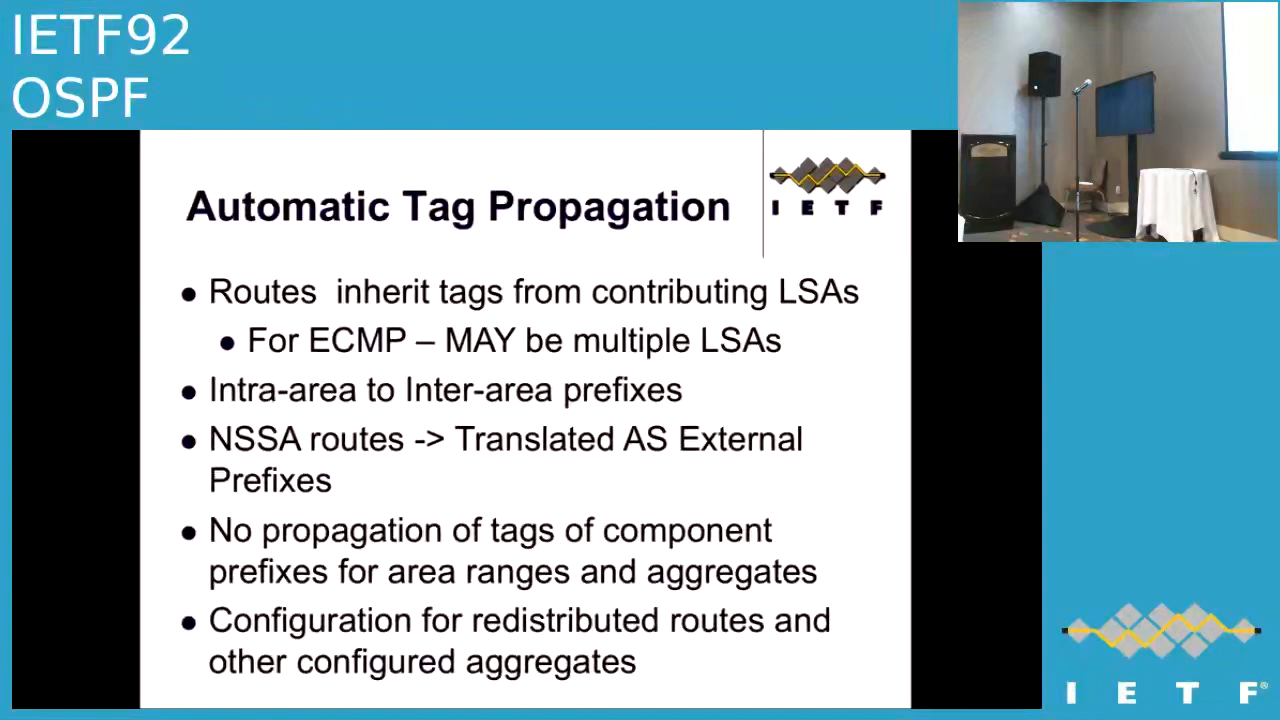 IETF92
OSPF
Automatic Tag Propagation
I E T F
● Routes  inherit tags from contributing LSAs
● For ECMP – MAY be multiple LSAs
● Intra-area to Inter-area prefixes
● NSSA routes -> Translated AS External
Prefixes
● No propagation of tags of component
prefixes for area ranges and aggregates
● Configuration for redistributed routes and
other configured aggregates
I E T F®